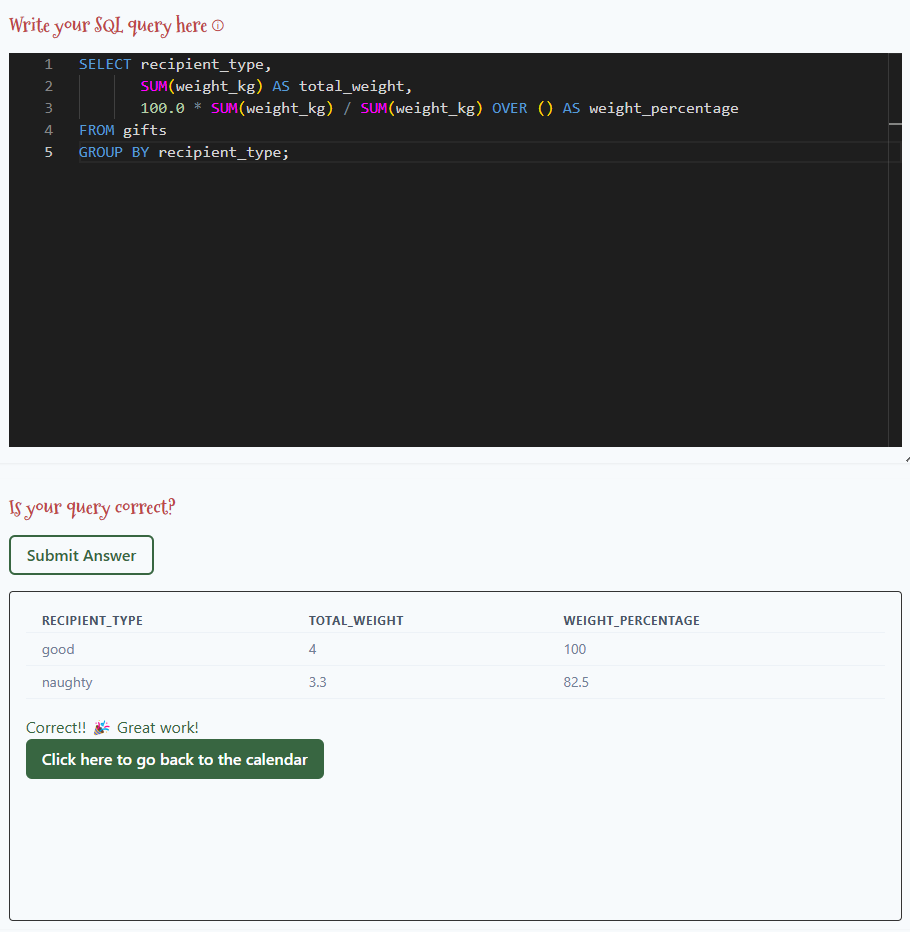 Write your SQL query here
1 SELECT recipient_type,
2 SUM(weight_kg) AS total_weight,
3 100.0 * SUM(weight_kg) / SUM(weight_kg) OVER () AS weight_percentage
4 FROM gifts
5 GROUP BY recipient_type;
Is your query correct?
Submit Answer
RECIPIENT_TYPE TOTAL_WEIGHT WEIGHT_PERCENTAGE
good 4 100
naughty 3.3 82.5
Correct!! 🎉 Great work!
Click here to go back to the calendar